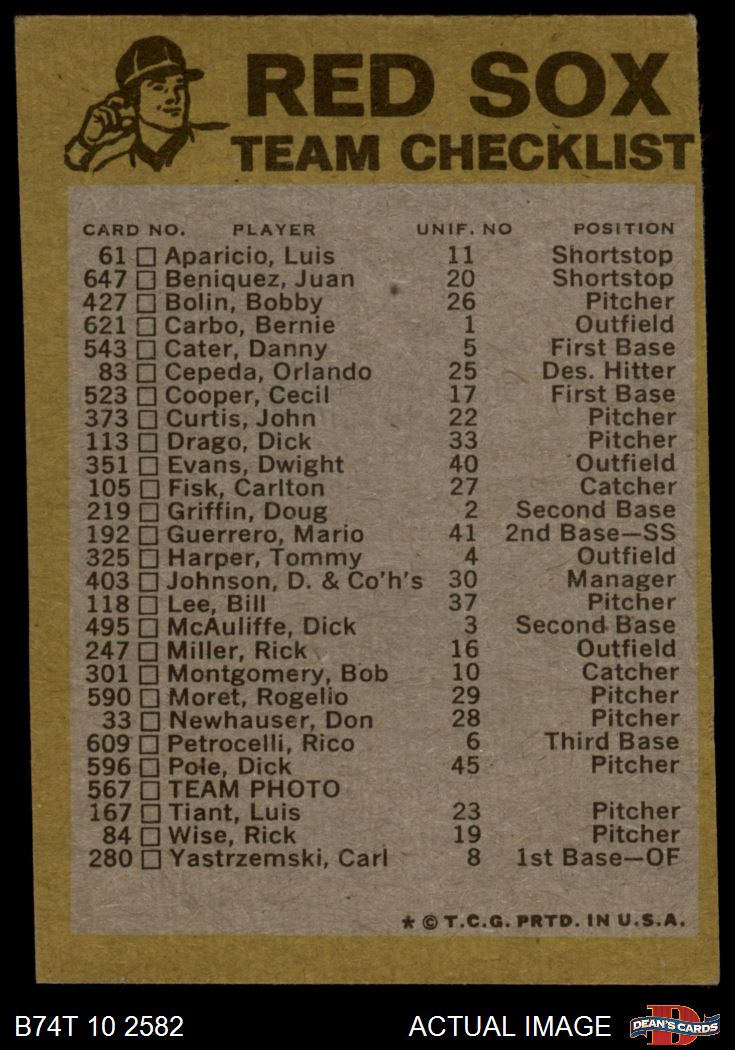 RED SOX
TEAM CHECKLIST
CARD NO. PLAYER UNIF. NO POSITION
61 Aparicio, Luis 11 Shortstop
647 Beniquez, Juan 20 Shortstop
427 Bolin, Bobby 26 Pitcher
621 Carbo, Bernie 1 Outfield
543 Cater, Danny 5 First Base
83 Cepeda, Orlando 25 Des. Hitter
523 Cooper, Cecil 17 First Base
373 Curtis, John 22 Pitcher
113 Drago, Dick 33 Pitcher
351 Evans, Dwight 40 Outfield
105 Fisk, Carlton 27 Catcher
219 Griffin, Doug 2 Second Base
192 Guerrero, Mario 41 2nd Base—SS
325 Harper, Tommy 4 Outfield
403 Johnson, D. & Co'h's 30 Manager
118 Lee, Bill 37 Pitcher
495 McAuliffe, Dick 3 Second Base
247 Miller, Rick 16 Outfield
301 Montgomery, Bob 10 Catcher
590 Moret, Rogelio 29 Pitcher
33 Newhauser, Don 28 Pitcher
609 Petrocelli, Rico 6 Third Base
596 Pole, Dick 45 Pitcher
567 TEAM PHOTO
167 Tiant, Luis 23 Pitcher
84 Wise, Rick 19 Pitcher
280 Yastrzemski, Carl 8 1st Base—OF
* © T.C.G. PRTD. IN U.S.A.
B74T 10 2582 ACTUAL IMAGE DEAN'S CARDS